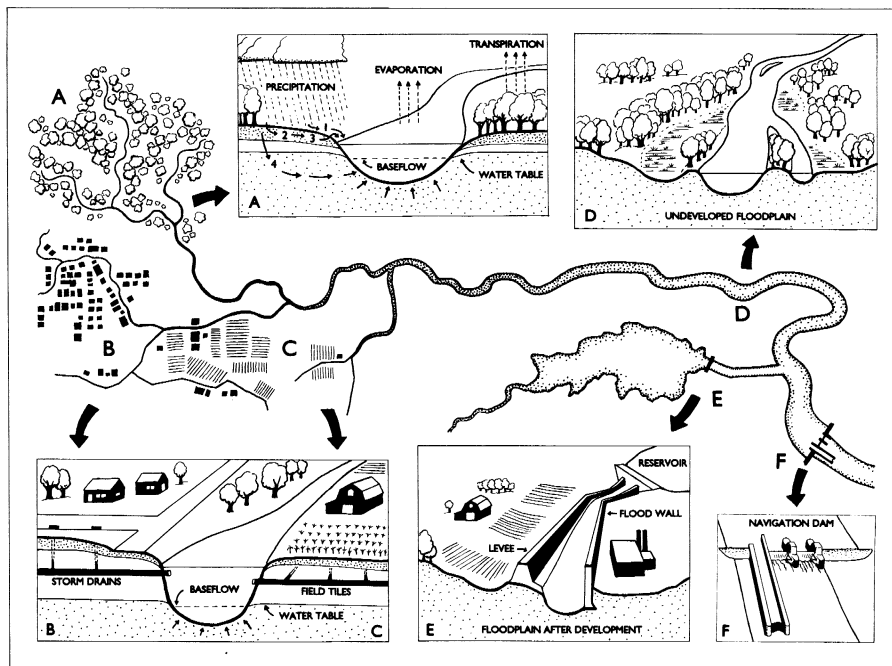 A
TRANSPIRATION
EVAPORATION
PRECIPITATION
1
2
3
4
BASEFLOW
WATER TABLE
A
D
UNDEVELOPED FLOODPLAIN
B
C
D
E
F
STORM DRAINS
BASEFLOW
FIELD TILES
WATER TABLE
B
C
RESERVOIR
FLOOD WALL
LEVEE
E
FLOODPLAIN AFTER DEVELOPMENT
NAVIGATION DAM
F